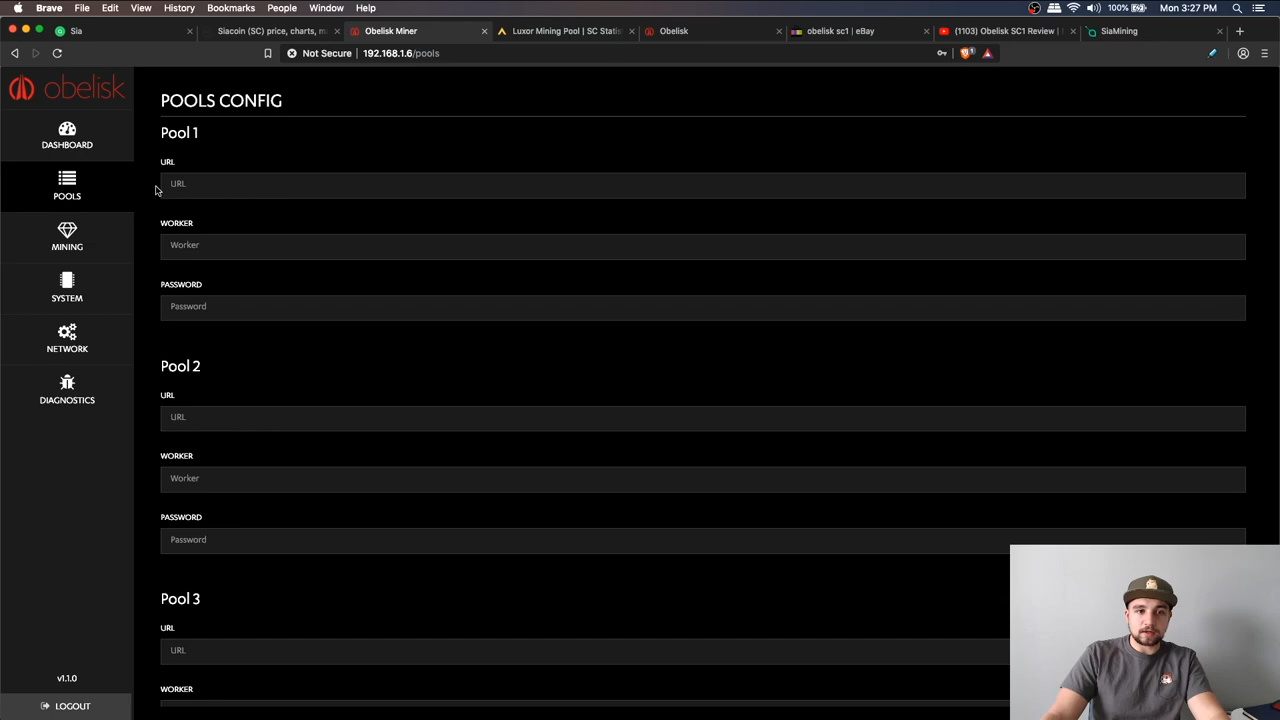 Brave File Edit View History Bookmarks People Window Help 100% Mon 3:27 PM
Sia Siacoin (SC) price, charts, m Obelisk Miner Luxor Mining Pool | SC Stati Obelisk obelisk sc1 | eBay (1103) Obelisk SC1 Review | SiaMining
Not Secure 192.168.1.6/pools
obelisk
DASHBOARD
POOLS
MINING
SYSTEM
NETWORK
DIAGNOSTICS
v1.1.0
LOGOUT
POOLS CONFIG
Pool 1
URL
URL
WORKER
Worker
PASSWORD
Password
Pool 2
URL
URL
WORKER
Worker
PASSWORD
Password
Pool 3
URL
URL
WORKER